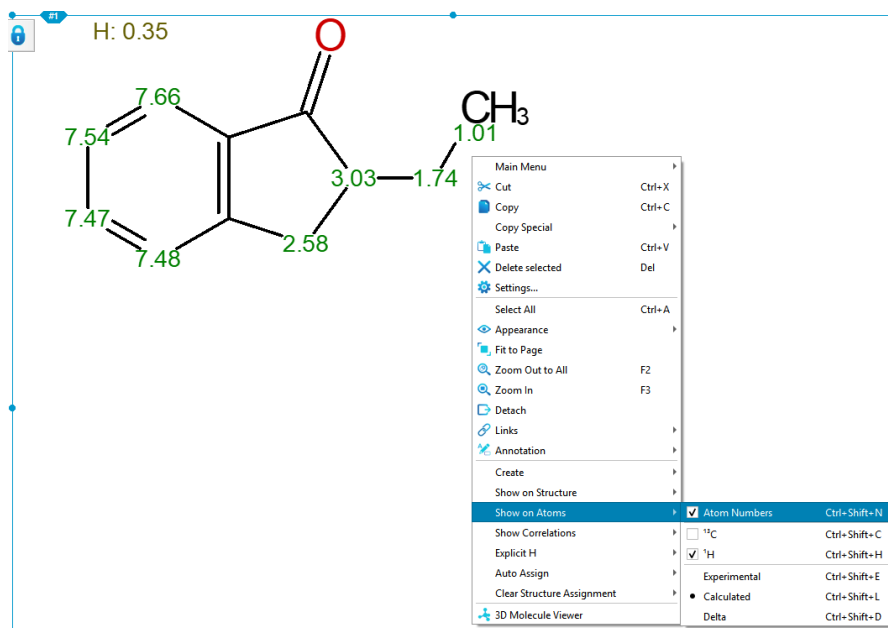 #1
H: 0.35
O
7.66
CH₃
7.54
1.01
3.03
1.74
7.47
2.58
7.48
Main Menu
Cut Ctrl+X
Copy Ctrl+C
Copy Special
Paste Ctrl+V
Delete selected Del
Settings...
Select All Ctrl+A
Appearance
Fit to Page
Zoom Out to All F2
Zoom In F3
Detach
Links
Annotation
Create
Show on Structure
Show on Atoms
Show Correlations
Explicit H
Auto Assign
Clear Structure Assignment
3D Molecule Viewer
Atom Numbers Ctrl+Shift+N
¹³C Ctrl+Shift+C
¹H Ctrl+Shift+H
Experimental Ctrl+Shift+E
Calculated Ctrl+Shift+L
Delta Ctrl+Shift+D